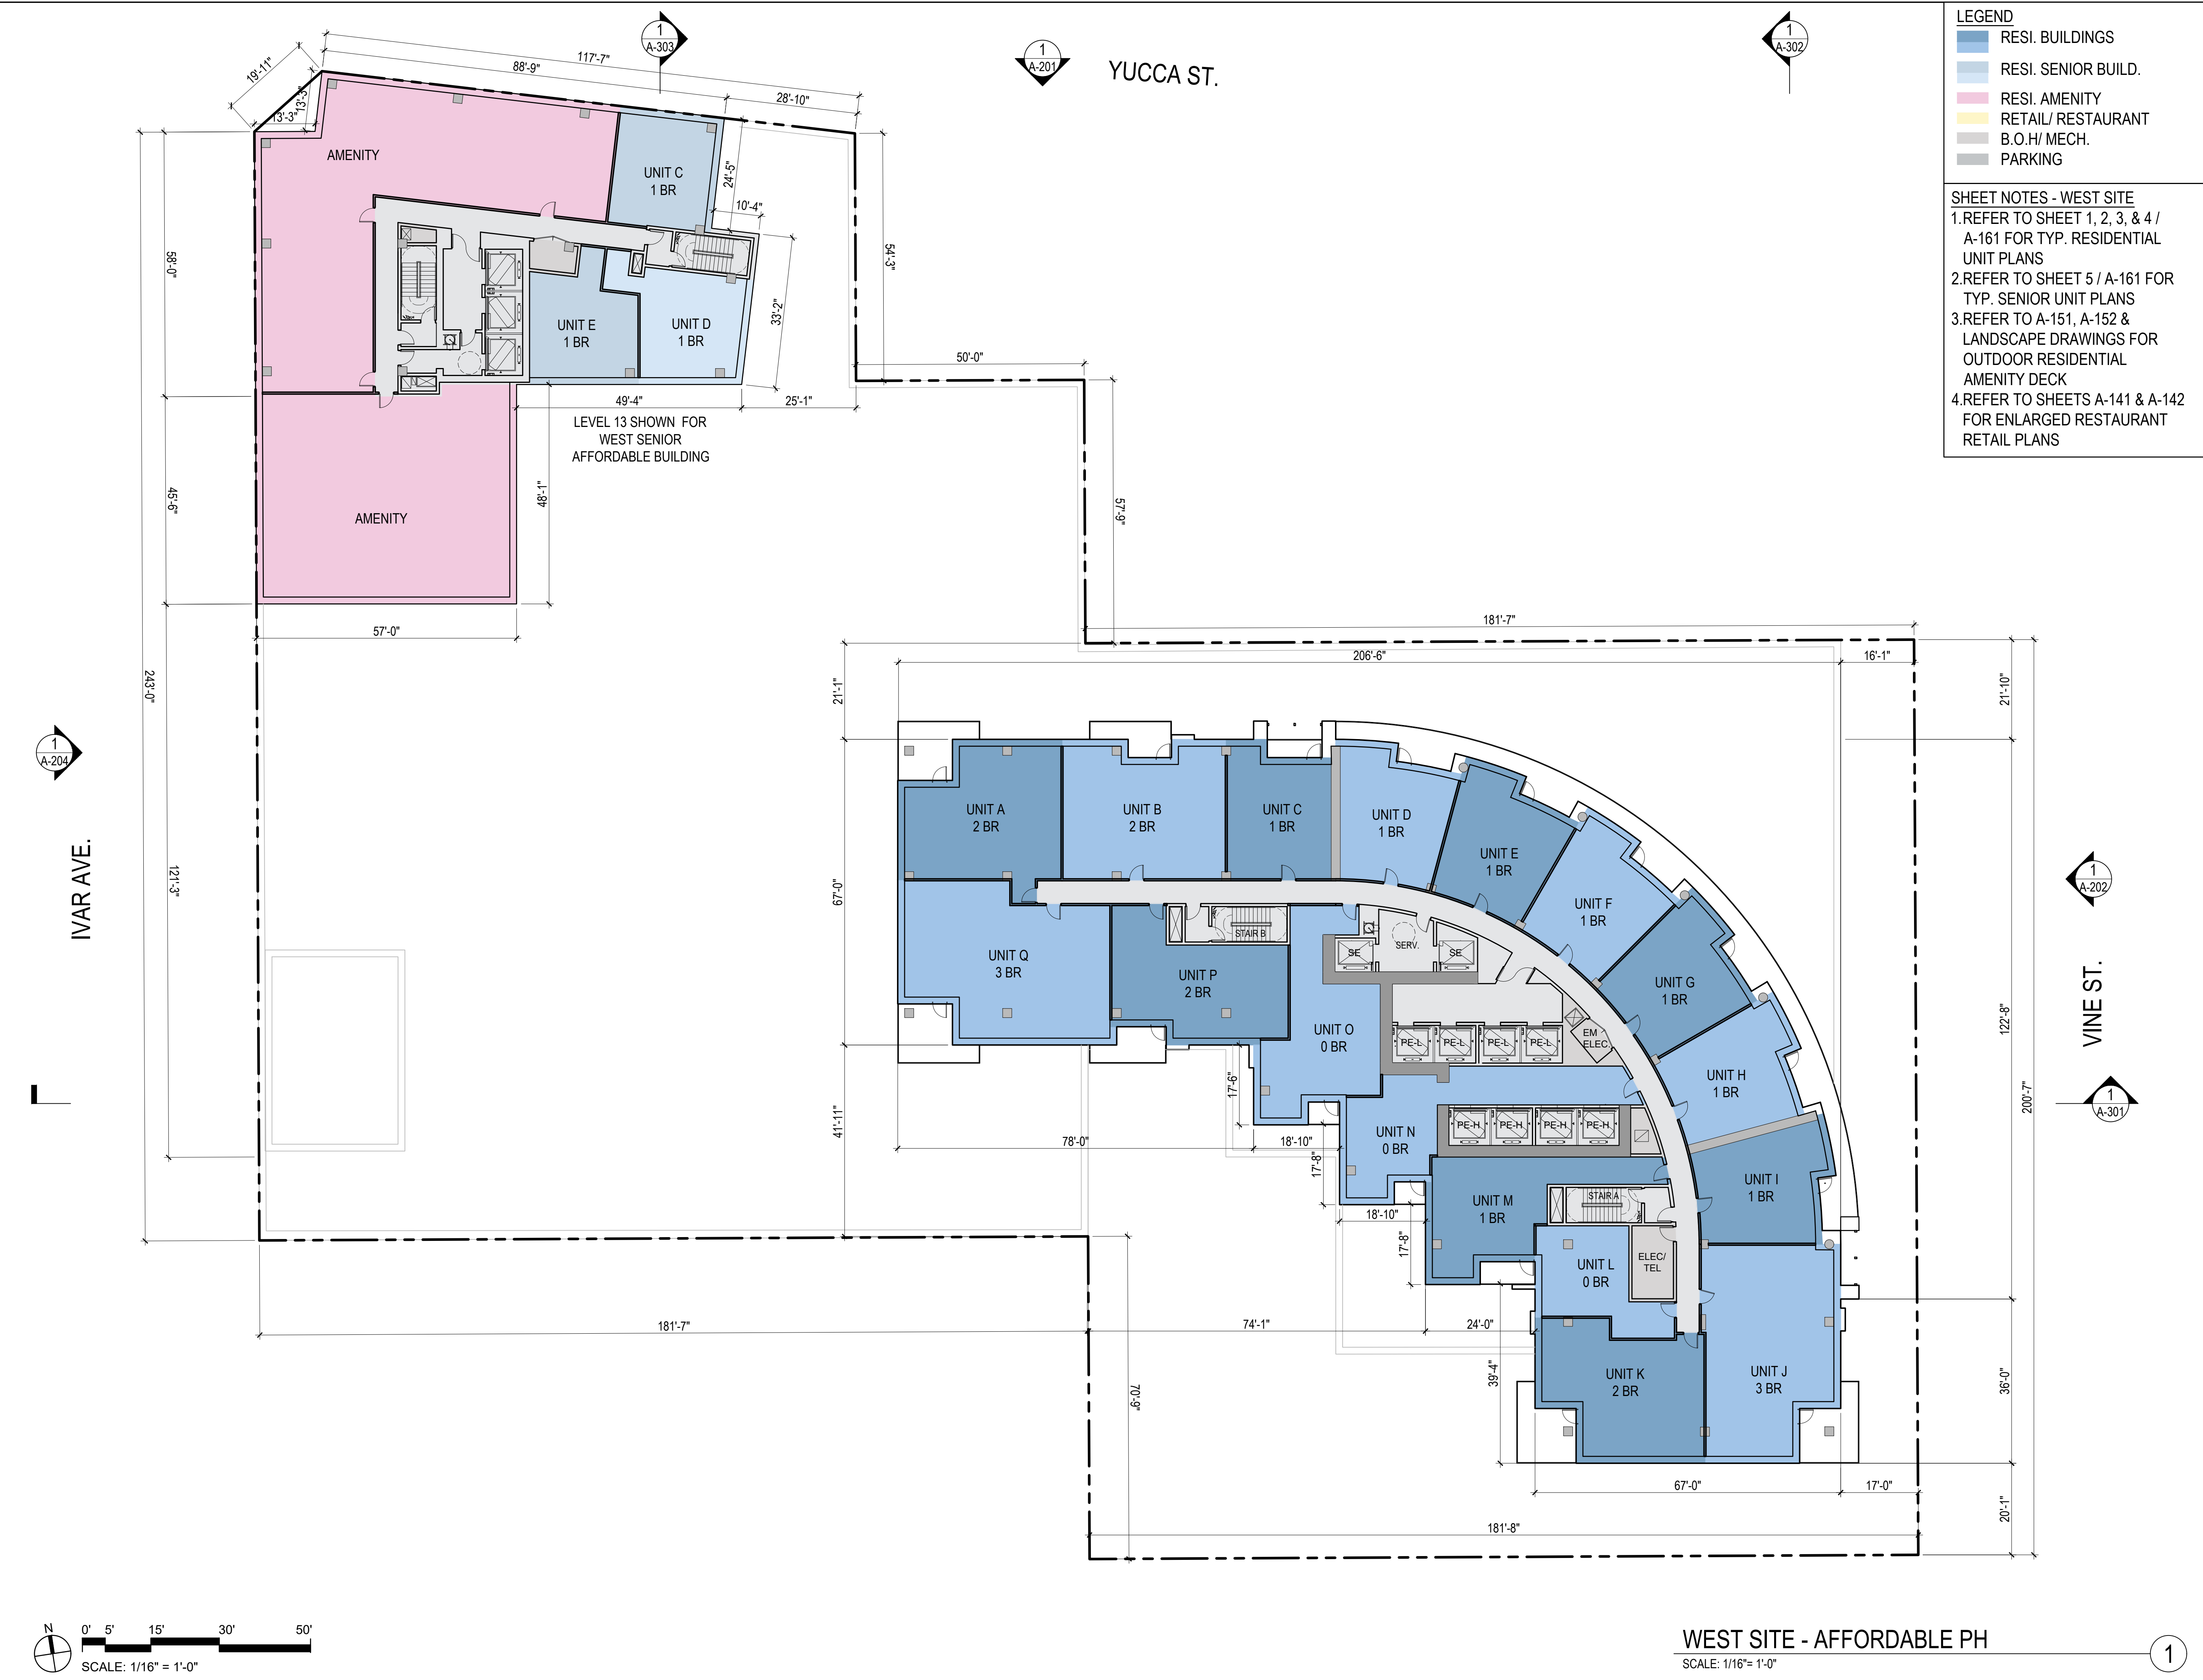 LEGEND
RESI. BUILDINGS
RESI. SENIOR BUILD.
RESI. AMENITY
RETAIL/ RESTAURANT
B.O.H/ MECH.
PARKING
SHEET NOTES - WEST SITE
1.REFER TO SHEET 1, 2, 3, & 4 /
A-161 FOR TYP. RESIDENTIAL
UNIT PLANS
2.REFER TO SHEET 5 / A-161 FOR
TYP. SENIOR UNIT PLANS
3.REFER TO A-151, A-152 &
LANDSCAPE DRAWINGS FOR
OUTDOOR RESIDENTIAL
AMENITY DECK
4.REFER TO SHEETS A-141 & A-142
FOR ENLARGED RESTAURANT
RETAIL PLANS
1
A-303
1
A-201
YUCCA ST.
1
A-302
117'-7"
88'-9"
28'-10"
19'-11"
13'-3"
13'-3"
AMENITY
UNIT C
1 BR
24'-5"
10'-4"
58'-0"
54'-3"
33'-2"
UNIT E
1 BR
UNIT D
1 BR
50'-0"
49'-4"
25'-1"
LEVEL 13 SHOWN FOR
WEST SENIOR
AFFORDABLE BUILDING
45'-6"
48'-1"
57'-9"
AMENITY
57'-0"
181'-7"
206'-6"
16'-1"
243'-0"
21'-1"
21'-10"
1
A-204
IVAR AVE.
121'-3"
67'-0"
UNIT A
2 BR
UNIT B
2 BR
UNIT C
1 BR
UNIT D
1 BR
UNIT E
1 BR
UNIT F
1 BR
UNIT G
1 BR
UNIT H
1 BR
UNIT I
1 BR
UNIT J
3 BR
UNIT K
2 BR
UNIT L
0 BR
UNIT M
1 BR
UNIT N
0 BR
UNIT O
0 BR
UNIT P
2 BR
UNIT Q
3 BR
STAIR B
SE
SERV.
SE
PE-L
PE-L
PE-L
PE-L
EM
ELEC.
PE-H
PE-H
PE-H
PE-H
STAIR A
ELEC/
TEL
1
A-202
VINE ST.
1
A-301
122'-8"
200'-7"
41'-11"
17'-6"
78'-0"
18'-10"
17'-8"
18'-10"
17'-8"
181'-7"
74'-1"
24'-0"
39'-4"
36'-0"
70'-9"
67'-0"
17'-0"
20'-1"
181'-8"
N
0' 5' 15' 30' 50'
SCALE: 1/16" = 1'-0"
WEST SITE - AFFORDABLE PH
SCALE: 1/16"= 1'-0"
1